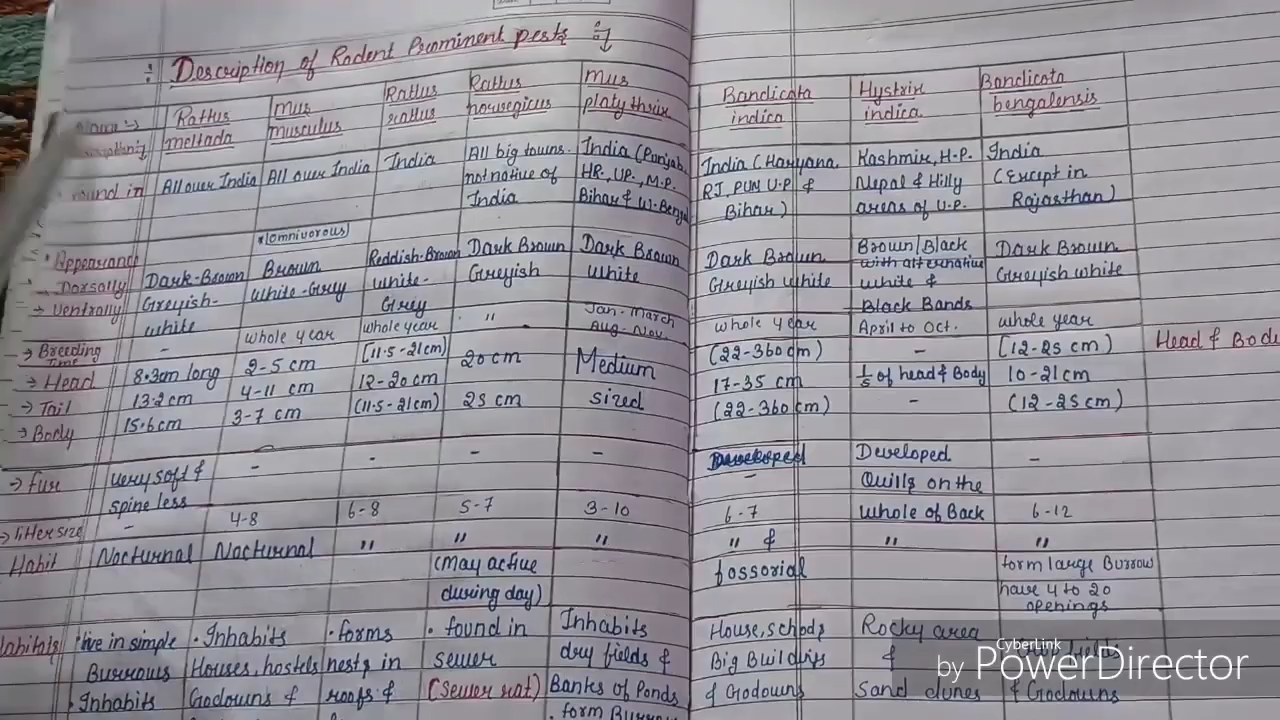 Description of Rodent Prominent pests :-
Rattus meltada
Mus musculus
Rattus rattus
Rattus norvegicus
Mus platythrix
Bandicota indica
Hystrix indica
Bandicota bengalensis
found in
All over India
All over India
India
All big towns. not native of India
India (Punjab HR, UP, M.P. Bihar & W. Bengal
India (Haryana RJ, PUN U.P & Bihar)
Kashmir, H.P. Nepal & Hilly areas of U.P.
India (Except in Rajasthan)
*omnivorous
Appearance
→ Dorsally
Dark-Brown
Brown
Reddish-Brown
Dark Brown
Dark Brown
Dark Brown
Brown/Black with alternative
Dark Brown
→ Ventrally
Greyish-white
White-Grey
white-Grey
Greyish
White
Greyish white
white & Black Bands
Greyish white
→ Breeding Time
-
whole year
whole year
"
Jan-March Aug-Nov.
whole year
April to Oct.
whole year
→ Head
8.3cm long
2-5 cm
(11.5-21cm)
20 cm
Medium sized
(22-360 cm)
-
(12-25 cm)
Head & Bod
→ Tail
13.2cm
4-11 cm
12-20cm
25 cm
17-35 cm
1/5 of head & Body
10-21cm
→ Body
15.6cm
3-7 cm
(11.5-21cm)
(22-360 cm)
-
(12-25cm)
→ fur
very soft & spine less
-
-
-
-
-
Developed Quills on the whole of Back
-
→ litter size
-
4-8
6-8
5-7
3-10
6-7
6-12
Habit
Nocturnal
Nocturnal
"
" (May active during day)
"
" & fossorial
"
" form large Burrow have 4 to 20 openings
Habitats
live in simple Burrows
• Inhabits
• Inhabits Houses, hostels Godowns &
• forms nests in roofs &
• found in sewer (sewer rat)
Inhabits dry fields & Banks of Ponds
• form Burrow
House, schools Big Buildings & Godowns
Rocky area & Sand dunes
fields & Godowns
CyberLink
by PowerDirector